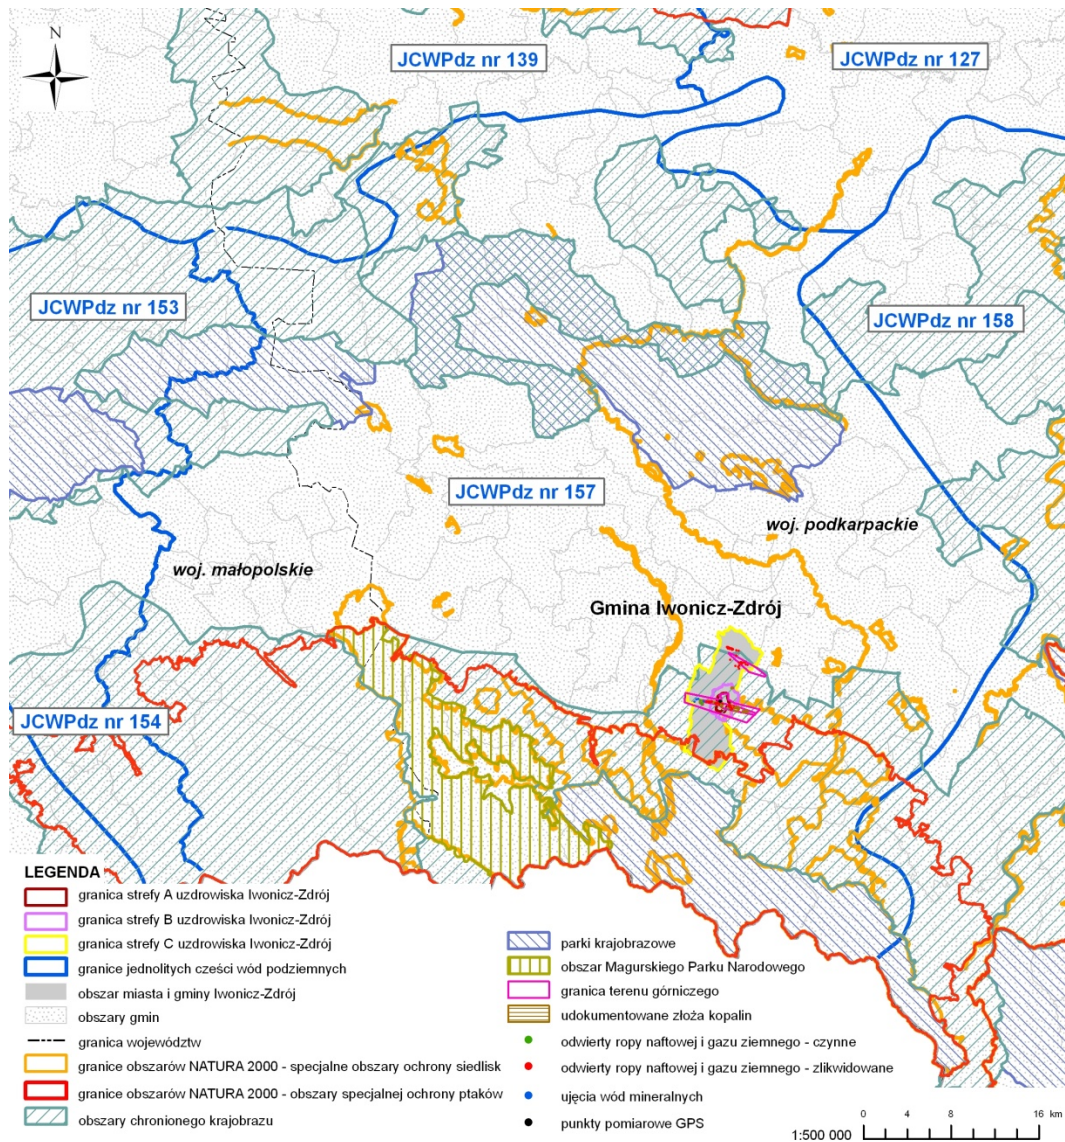 N
JCWPdz nr 139
JCWPdz nr 127
JCWPdz nr 153
JCWPdz nr 158
JCWPdz nr 157
woj. podkarpackie
woj. małopolskie
Gmina Iwonicz-Zdrój
JCWPdz nr 154
LEGENDA
granica strefy A uzdrowiska Iwonicz-Zdrój
granica strefy B uzdrowiska Iwonicz-Zdrój
granica strefy C uzdrowiska Iwonicz-Zdrój
granice jednolitych cześci wód podziemnych
obszar miasta i gminy Iwonicz-Zdrój
obszary gmin
granica województw
granice obszarów NATURA 2000 - specjalne obszary ochrony siedlisk
granice obszarów NATURA 2000 - obszary specjalnej ochrony ptaków
obszary chronionego krajobrazu
parki krajobrazowe
obszar Magurskiego Parku Narodowego
granica terenu górniczego
udokumentowane złoża kopalin
odwierty ropy naftowej i gazu ziemnego - czynne
odwierty ropy naftowej i gazu ziemnego - zlikwidowane
ujęcia wód mineralnych
punkty pomiarowe GPS
0 4 8 16 km
1:500 000